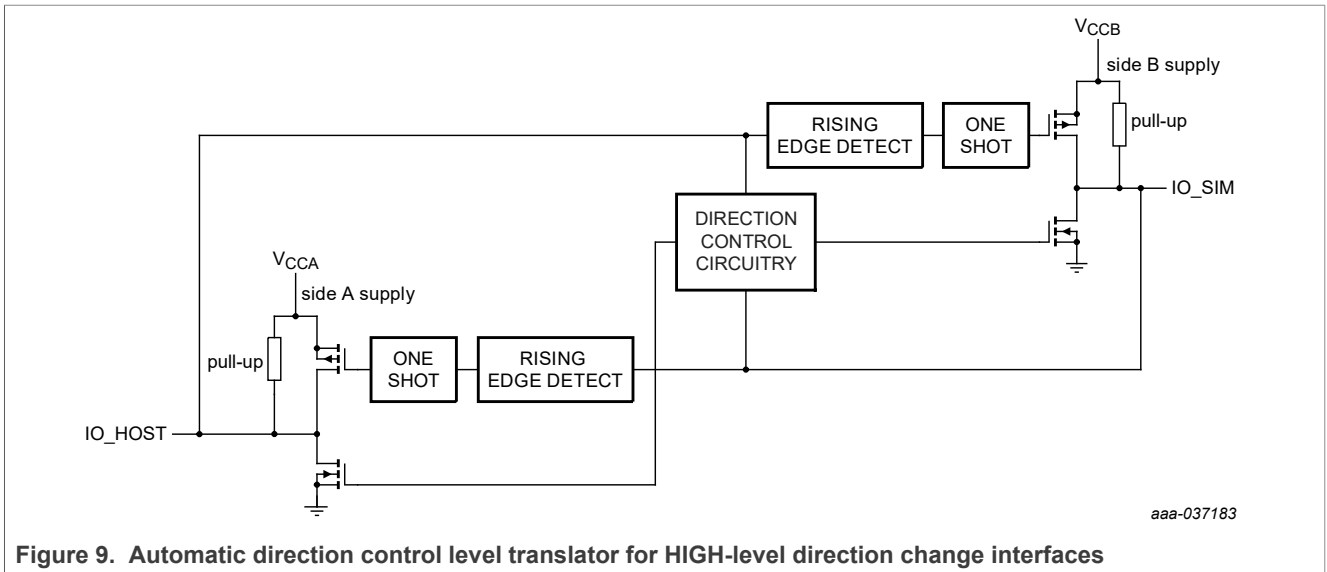 VCCB
side B supply
RISING
EDGE DETECT
ONE
SHOT
pull-up
IO_SIM
DIRECTION
CONTROL
CIRCUITRY
VCCA
side A supply
pull-up
ONE
SHOT
RISING
EDGE DETECT
IO_HOST
aaa-037183
Figure 9. Automatic direction control level translator for HIGH-level direction change interfaces